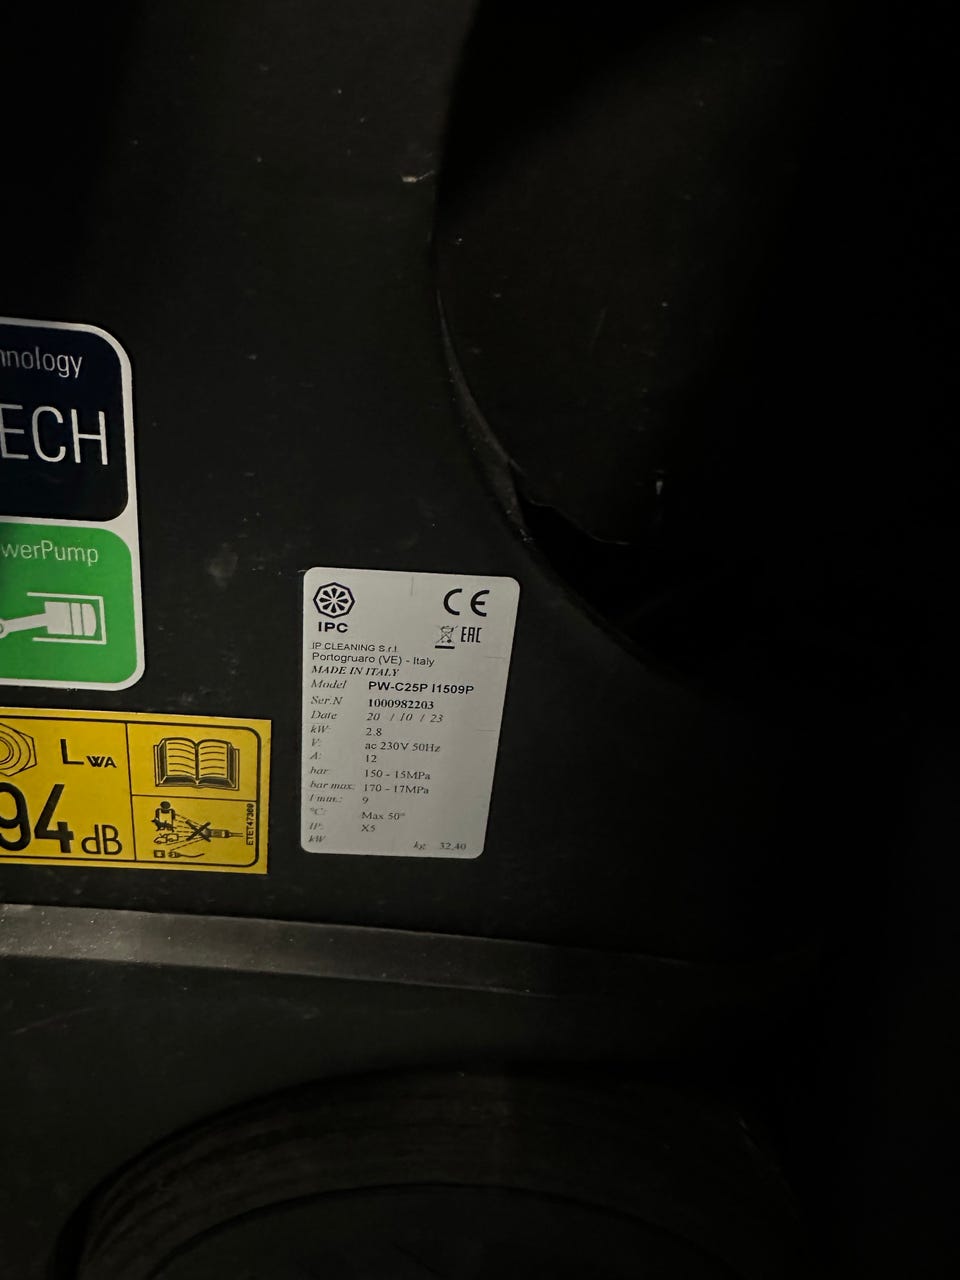 nnology
ECH
werPump
LWA
94 dB
ETET47300
IPC
CE
EAC
IP CLEANING S.r.l.
Portogruaro (VE) - Italy
MADE IN ITALY
Model PW-C25P I1509P
Ser.N 1000982203
Date 20 / 10 / 23
kW: 2.8
V: ac 230V 50Hz
A: 12
bar 150 - 15MPa
bar max: 170 - 17MPa
l min.: 9
°C: Max 50°
IP: X5
kW kg: 32,40